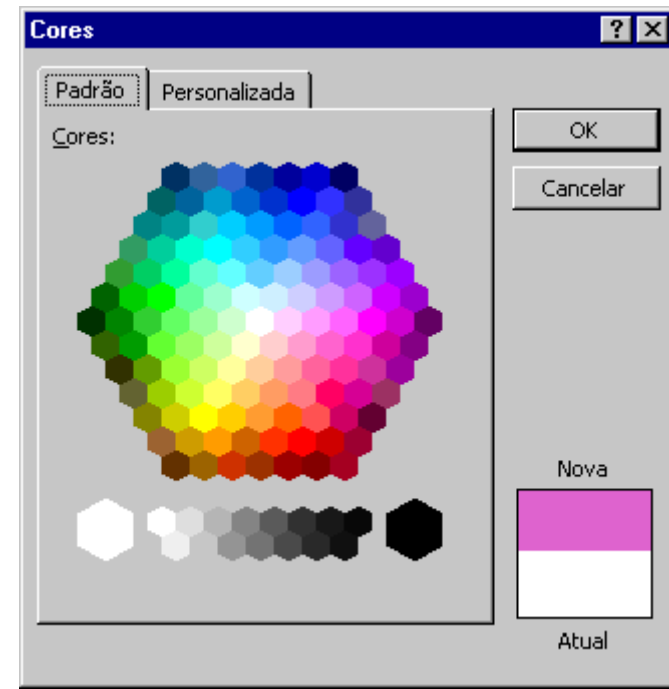 Cores
Padrão
Personalizada
Cores:
OK
Cancelar
Nova
Atual